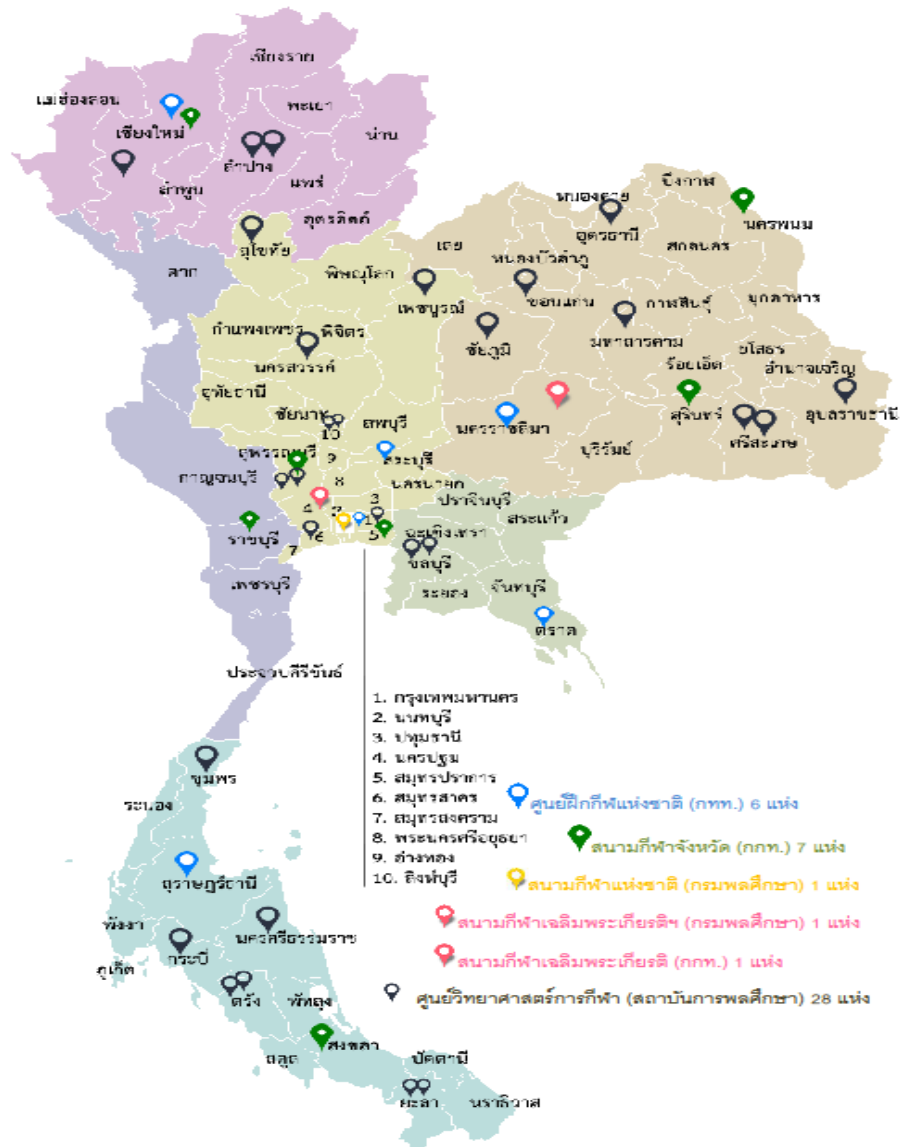 เชียงราย
แม่ฮ่องสอน
พะเยา
เชียงใหม่
น่าน
ลำปาง
ลำพูน
แพร่
อุตรดิตถ์
สุโขทัย
ตาก
พิษณุโลก
เพชรบูรณ์
กำแพงเพชร
พิจิตร
นครสวรรค์
อุทัยธานี
ชัยนาท
ลพบุรี
10
9
8
สุพรรณบุรี
สระบุรี
กาญจนบุรี
นครนายก
4
3
2
1
5
6
7
ราชบุรี
เพชรบุรี
ประจวบคีรีขันธ์
บึงกาฬ
หนองคาย
นครพนม
อุดรธานี
เลย
สกลนคร
หนองบัวลำภู
ขอนแก่น
กาฬสินธุ์
มุกดาหาร
ชัยภูมิ
มหาสารคาม
ยโสธร
ร้อยเอ็ด
อำนาจเจริญ
นครราชสีมา
สุรินทร์
อุบลราชธานี
บุรีรัมย์
ศรีสะเกษ
ปราจีนบุรี
สระแก้ว
ฉะเชิงเทรา
ชลบุรี
ระยอง
จันทบุรี
ตราด
1. กรุงเทพมหานคร
2. นนทบุรี
3. ปทุมธานี
4. นครปฐม
5. สมุทรปราการ
6. สมุทรสาคร
7. สมุทรสงคราม
8. พระนครศรีอยุธยา
9. อ่างทอง
10. สิงห์บุรี
ชุมพร
ระนอง
สุราษฎร์ธานี
พังงา
นครศรีธรรมราช
กระบี่
ภูเก็ต
ตรัง
พัทลุง
สงขลา
สตูล
ปัตตานี
ยะลา
นราธิวาส
ศูนย์ฝึกกีฬาแห่งชาติ (กกท.) 6 แห่ง
สนามกีฬาจังหวัด (กกท.) 7 แห่ง
สนามกีฬาแห่งชาติ (กรมพลศึกษา) 1 แห่ง
สนามกีฬาเฉลิมพระเกียรติฯ (กรมพลศึกษา) 1 แห่ง
สนามกีฬาเฉลิมพระเกียรติ (กกท.) 1 แห่ง
ศูนย์วิทยาศาสตร์การกีฬา (สถาบันการพลศึกษา) 28 แห่ง